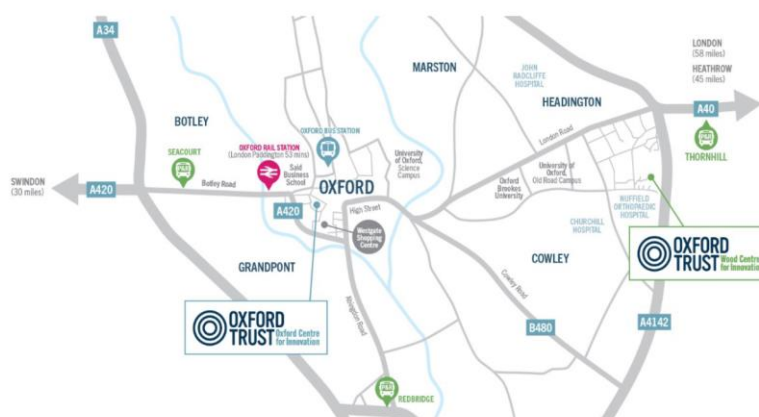 A34
LONDON
(58 miles)
HEATHROW
(45 miles)
MARSTON
JOHN
RADCLIFFE
HOSPITAL
HEADINGTON
A40
BOTLEY
OXFORD BUS STATION
London Road
P&R
THORNHILL
SEACOURT
P&R
OXFORD RAIL STATION
(London Paddington 53 mins)
Saïd
Business
School
University
of Oxford,
Science
Campus
SWINDON
(30 miles)
A420
Botley Road
OXFORD
Oxford
Brookes
University
University of
Oxford,
Old Road Campus
A420
High Street
NUFFIELD
ORTHOPAEDIC
HOSPITAL
CHURCHILL
HOSPITAL
Westgate
Shopping
Centre
OXFORD
TRUST
Wood Centre
for Innovation
GRANDPONT
COWLEY
Cowley Road
Abingdon Road
OXFORD
TRUST
Oxford Centre
for Innovation
B480
A4142
P&R
REDBRIDGE